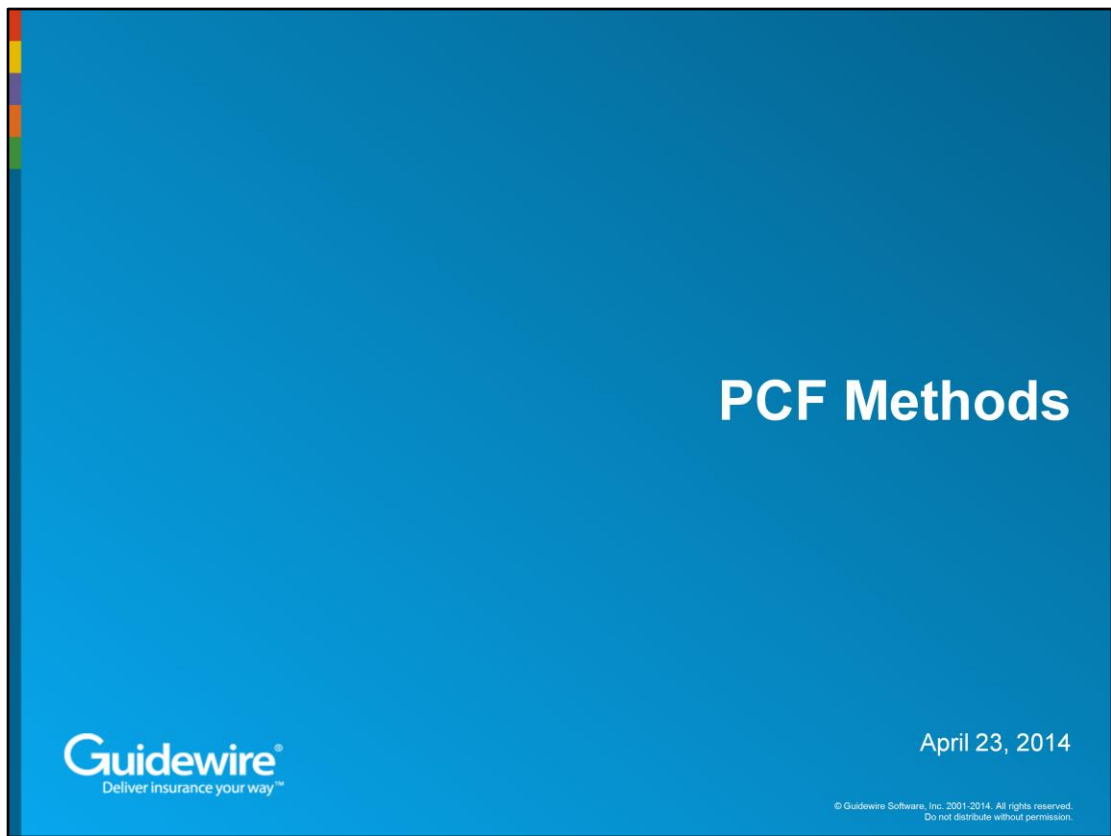 PCF Methods
Guidewire®
Deliver insurance your way™
April 23, 2014
© Guidewire Software, Inc. 2001-2014. All rights reserved.
Do not distribute without permission.